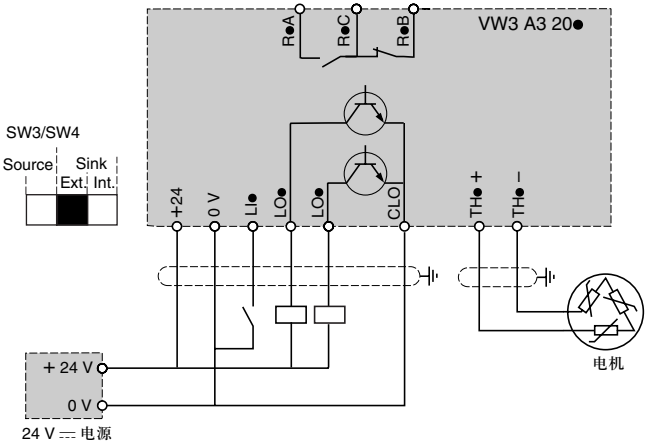 R●A
R●C
R●B
VW3 A3 20●
SW3/SW4
Source
Sink
Ext.
Int.
+24
0 V
LI●
LO●
LO●
CLO
TH●+
TH●−
电机
+ 24 V
0 V
24 V ⎓ 电源